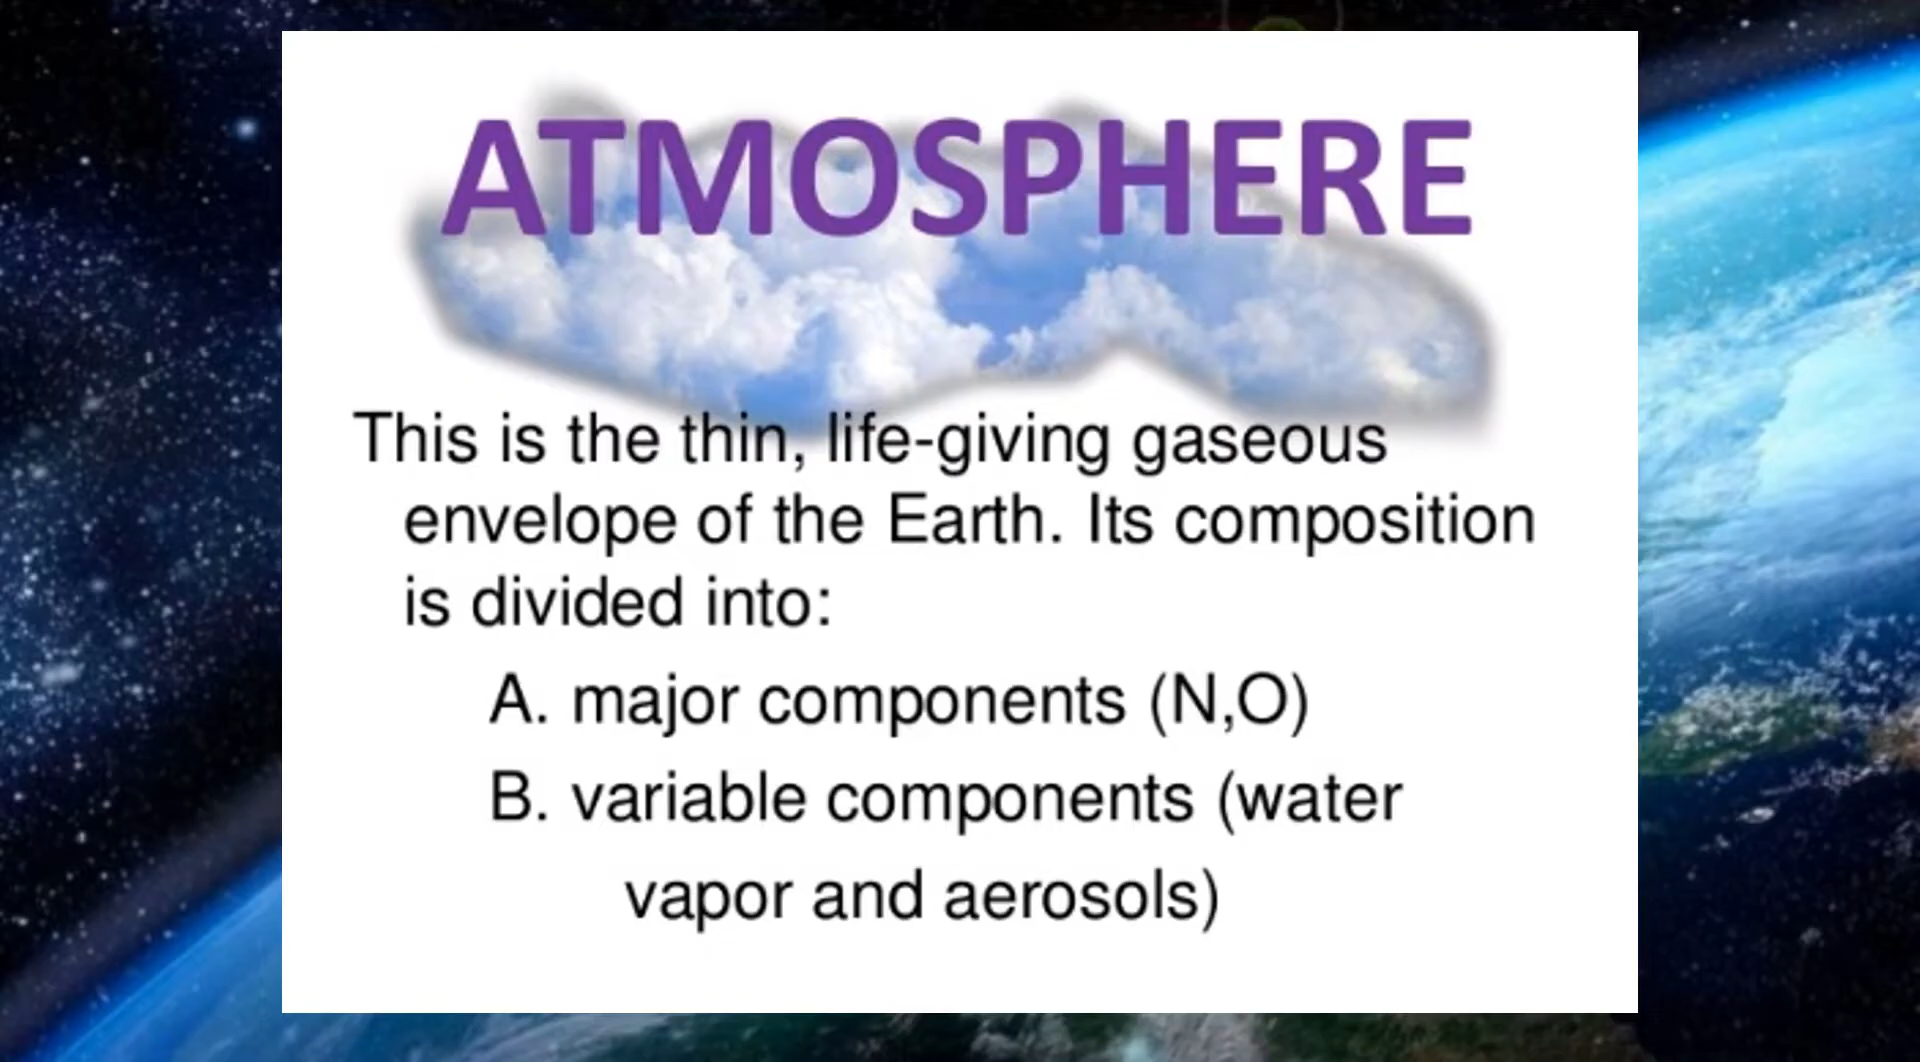 ATMOSPHERE
This is the thin, life-giving gaseous
envelope of the Earth. Its composition
is divided into:
A. major components (N,O)
B. variable components (water
vapor and aerosols)